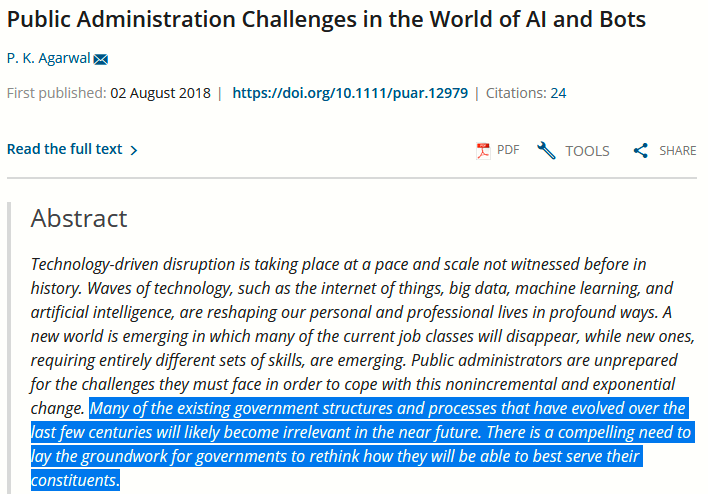 Public Administration Challenges in the World of AI and Bots
P. K. Agarwal
First published: 02 August 2018 | https://doi.org/10.1111/puar.12979 | Citations: 24
Read the full text >
PDF TOOLS SHARE
Abstract
Technology-driven disruption is taking place at a pace and scale not witnessed before in
history. Waves of technology, such as the internet of things, big data, machine learning, and
artificial intelligence, are reshaping our personal and professional lives in profound ways. A
new world is emerging in which many of the current job classes will disappear, while new ones,
requiring entirely different sets of skills, are emerging. Public administrators are unprepared
for the challenges they must face in order to cope with this nonincremental and exponential
change. Many of the existing government structures and processes that have evolved over the
last few centuries will likely become irrelevant in the near future. There is a compelling need to
lay the groundwork for governments to rethink how they will be able to best serve their
constituents.